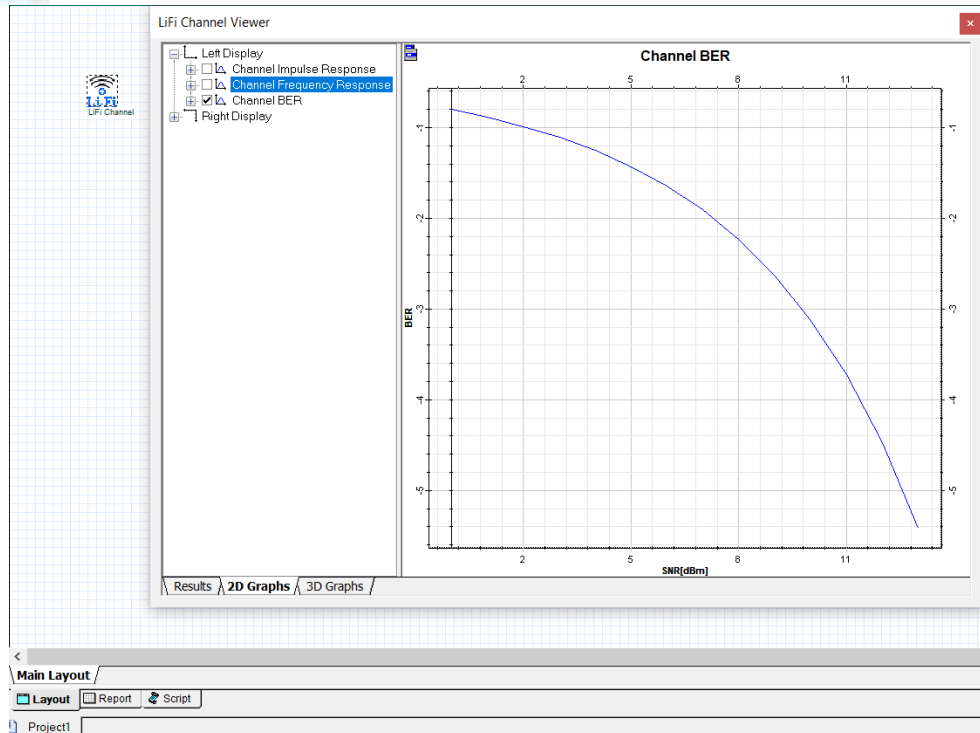 LiFi Channel Viewer
Left Display
Channel Impulse Response
Channel Frequency Response
Channel BER
Right Display
LiFi
LiFi Channel
Channel BER
2 5 8 11
-1 -1
-2 -2
-3 -3
BER
-4 -4
-5 -5
2 5 8 11
SNR[dBm]
Results 2D Graphs 3D Graphs
Main Layout
Layout Report Script
Project1